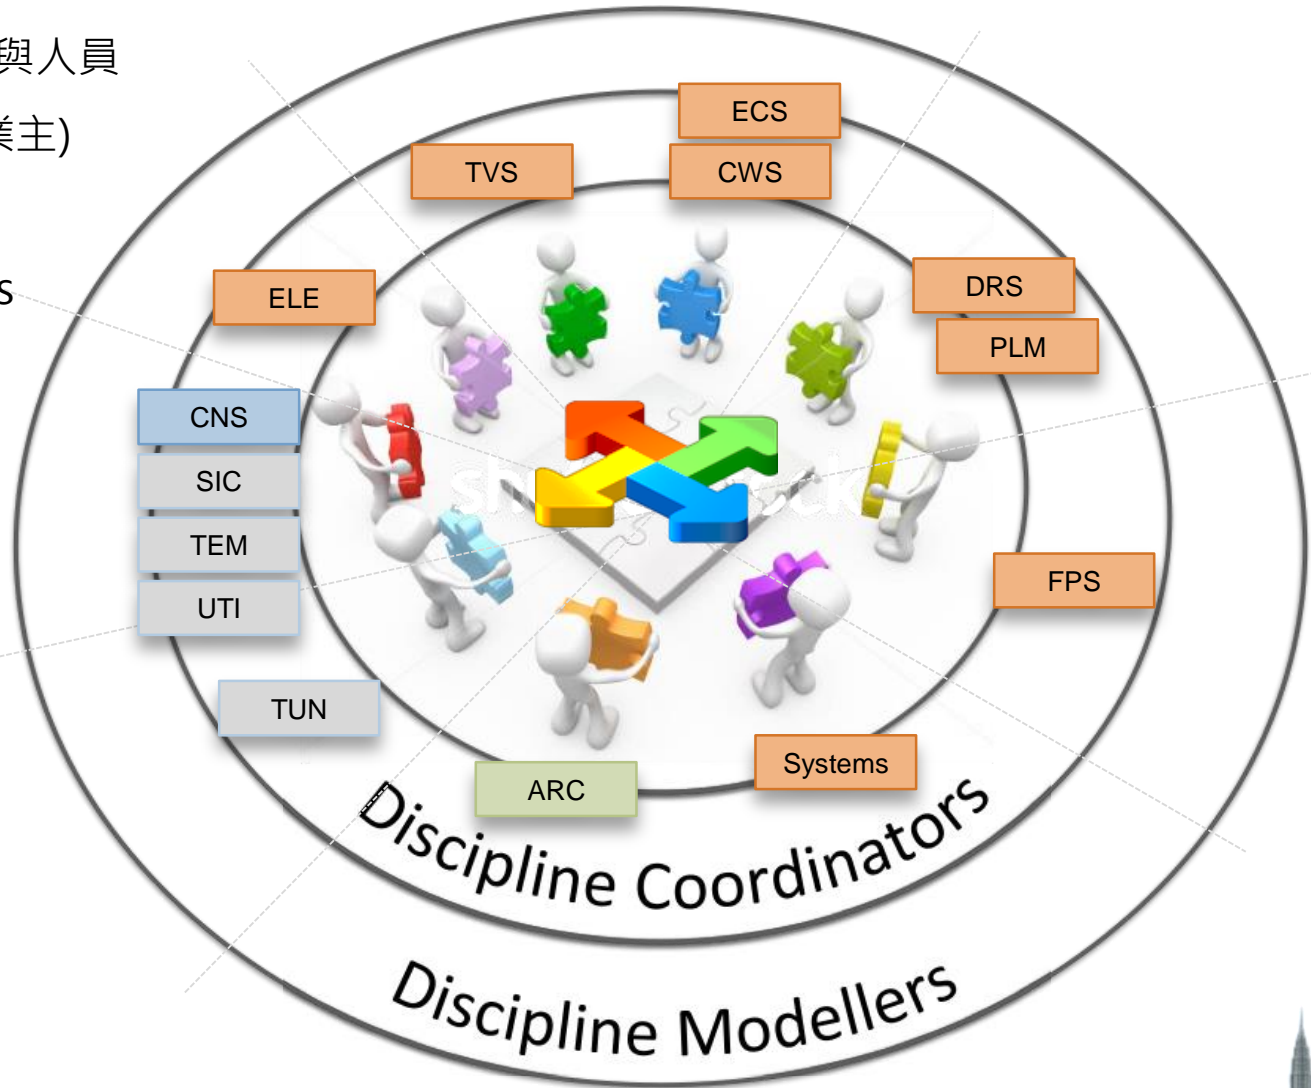 與人員
業主)
s
ECS
TVS
CWS
ELE
DRS
PLM
CNS
SIC
TEM
UTI
FPS
TUN
Systems
ARC
Discipline Coordinators
Discipline Modellers